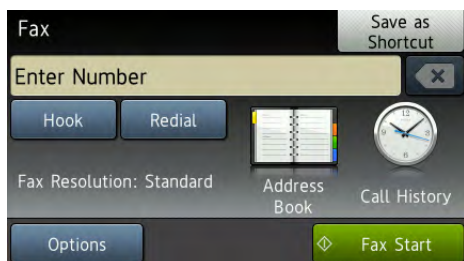 Fax
Save as
Shortcut
Enter Number
Hook
Redial
Fax Resolution: Standard
Address
Book
Call History
Options
Fax Start